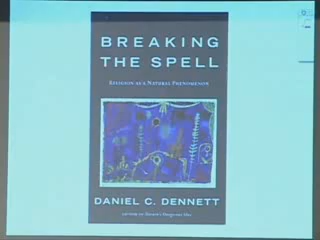 BREAKING
THE SPELL
RELIGION AS A NATURAL PHENOMENON
DANIEL C. DENNETT